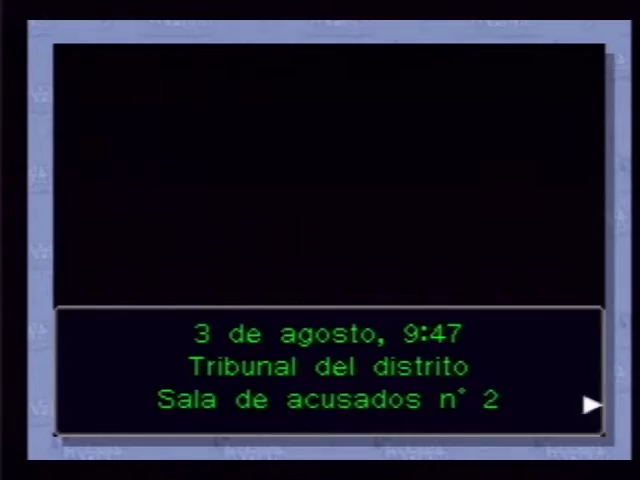 3 de agosto, 9:47
Tribunal del distrito
Sala de acusados n° 2